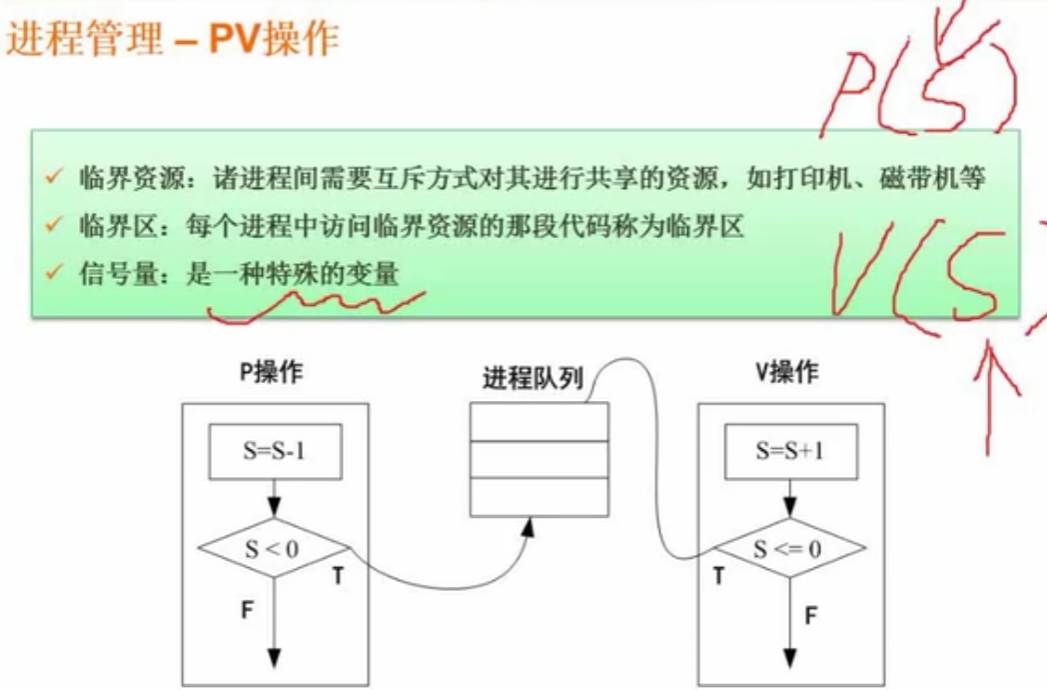 进程管理 – PV操作
P(S)
✓ 临界资源：诸进程间需要互斥方式对其进行共享的资源，如打印机、磁带机等
✓ 临界区：每个进程中访问临界资源的那段代码称为临界区
✓ 信号量：是一种特殊的变量
V(S)
P操作
进程队列
V操作
S=S-1
S=S+1
S < 0
S <= 0
T
T
F
F